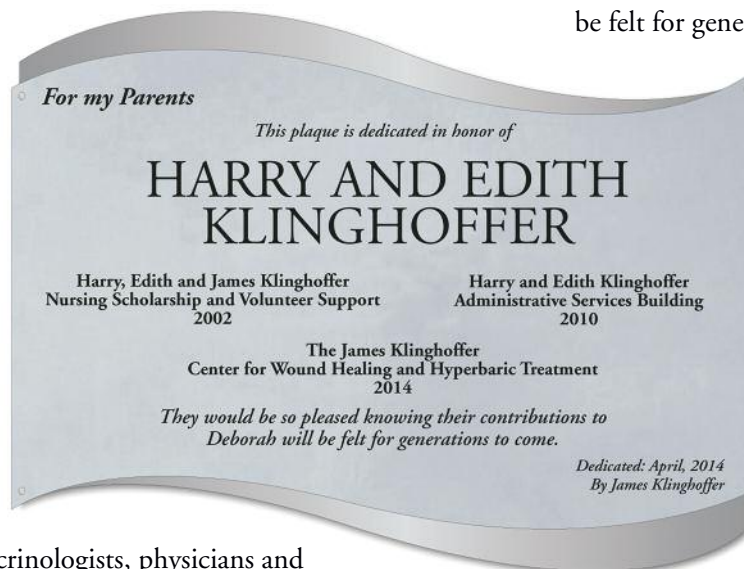 be felt for gene
For my Parents
This plaque is dedicated in honor of
HARRY AND EDITH
KLINGHOFFER
Harry, Edith and James Klinghoffer
Nursing Scholarship and Volunteer Support
2002
Harry and Edith Klinghoffer
Administrative Services Building
2010
The James Klinghoffer
Center for Wound Healing and Hyperbaric Treatment
2014
They would be so pleased knowing their contributions to
Deborah will be felt for generations to come.
Dedicated: April, 2014
By James Klinghoffer
crinologists, physicians and